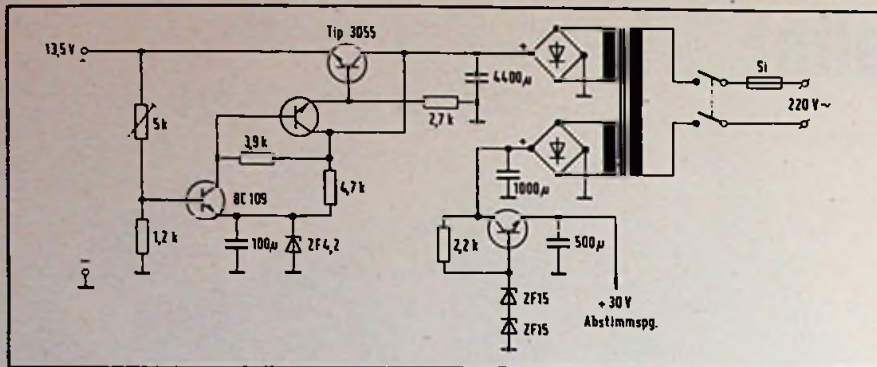 Tip 3055
13,5 V
+
4400µ
Si
220 V ~
5k
2,7 k
3,9 k
+
4,7 k
1000µ
BC 109
1,2 k
100µ
ZF4,2
2,2 k
500µ
ZF15
+ 30 V
ZF15
Abstimmspg.